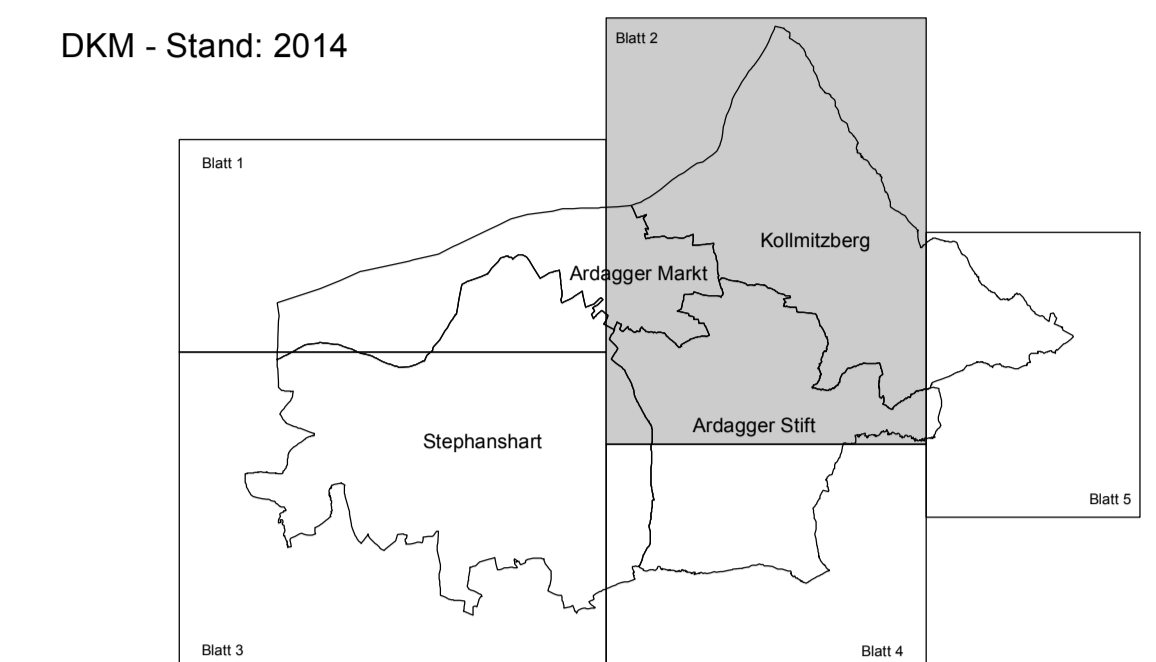 DKM - Stand: 2014
Blatt 2
Blatt 1
Kollmitzberg
Ardagger Markt
Ardagger Stift
Stephanshart
Blatt 5
Blatt 3
Blatt 4